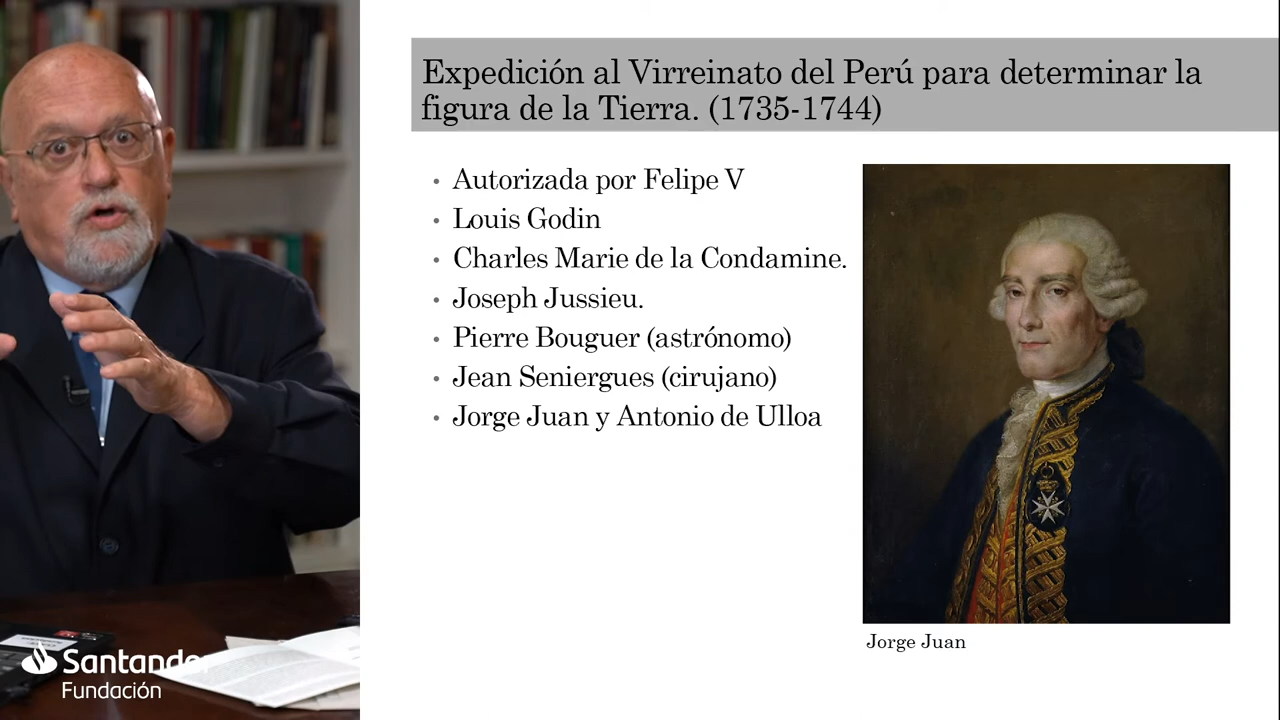 Expedición al Virreinato del Perú para determinar la
figura de la Tierra. (1735-1744)
• Autorizada por Felipe V
• Louis Godin
• Charles Marie de la Condamine.
• Joseph Jussieu.
• Pierre Bouguer (astrónomo)
• Jean Seniergues (cirujano)
• Jorge Juan y Antonio de Ulloa
Jorge Juan
Santander
Fundación